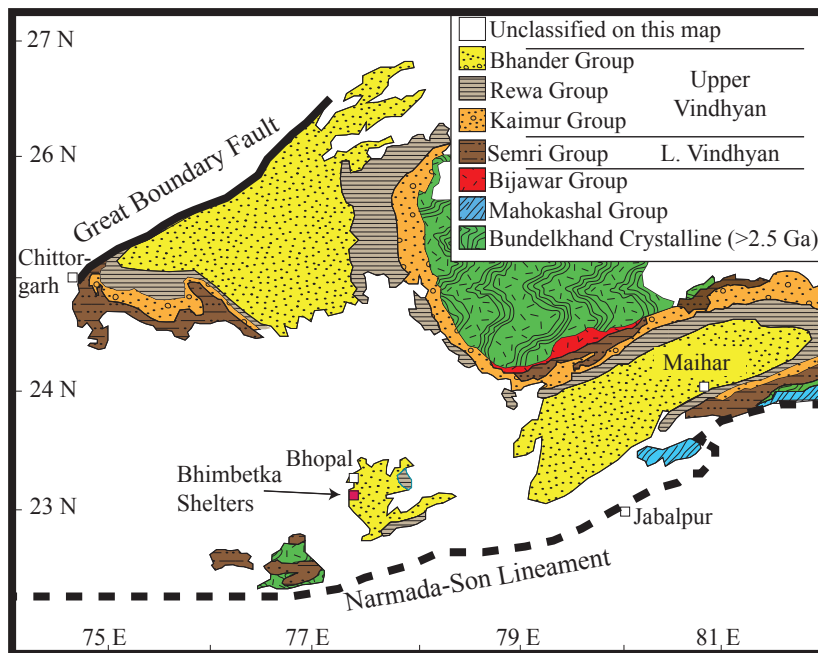 27 N
26 N
24 N
23 N
Unclassified on this map
Bhander Group
Rewa Group
Kaimur Group
Upper
Vindhyan
Semri Group
L. Vindhyan
Bijawar Group
Mahokashal Group
Bundelkhand Crystalline (>2.5 Ga)
Great Boundary Fault
Chittor-
garh
Maihar
Bhopal
Bhimbetka
Shelters
Jabalpur
Narmada-Son Lineament
75 E
77 E
79 E
81 E